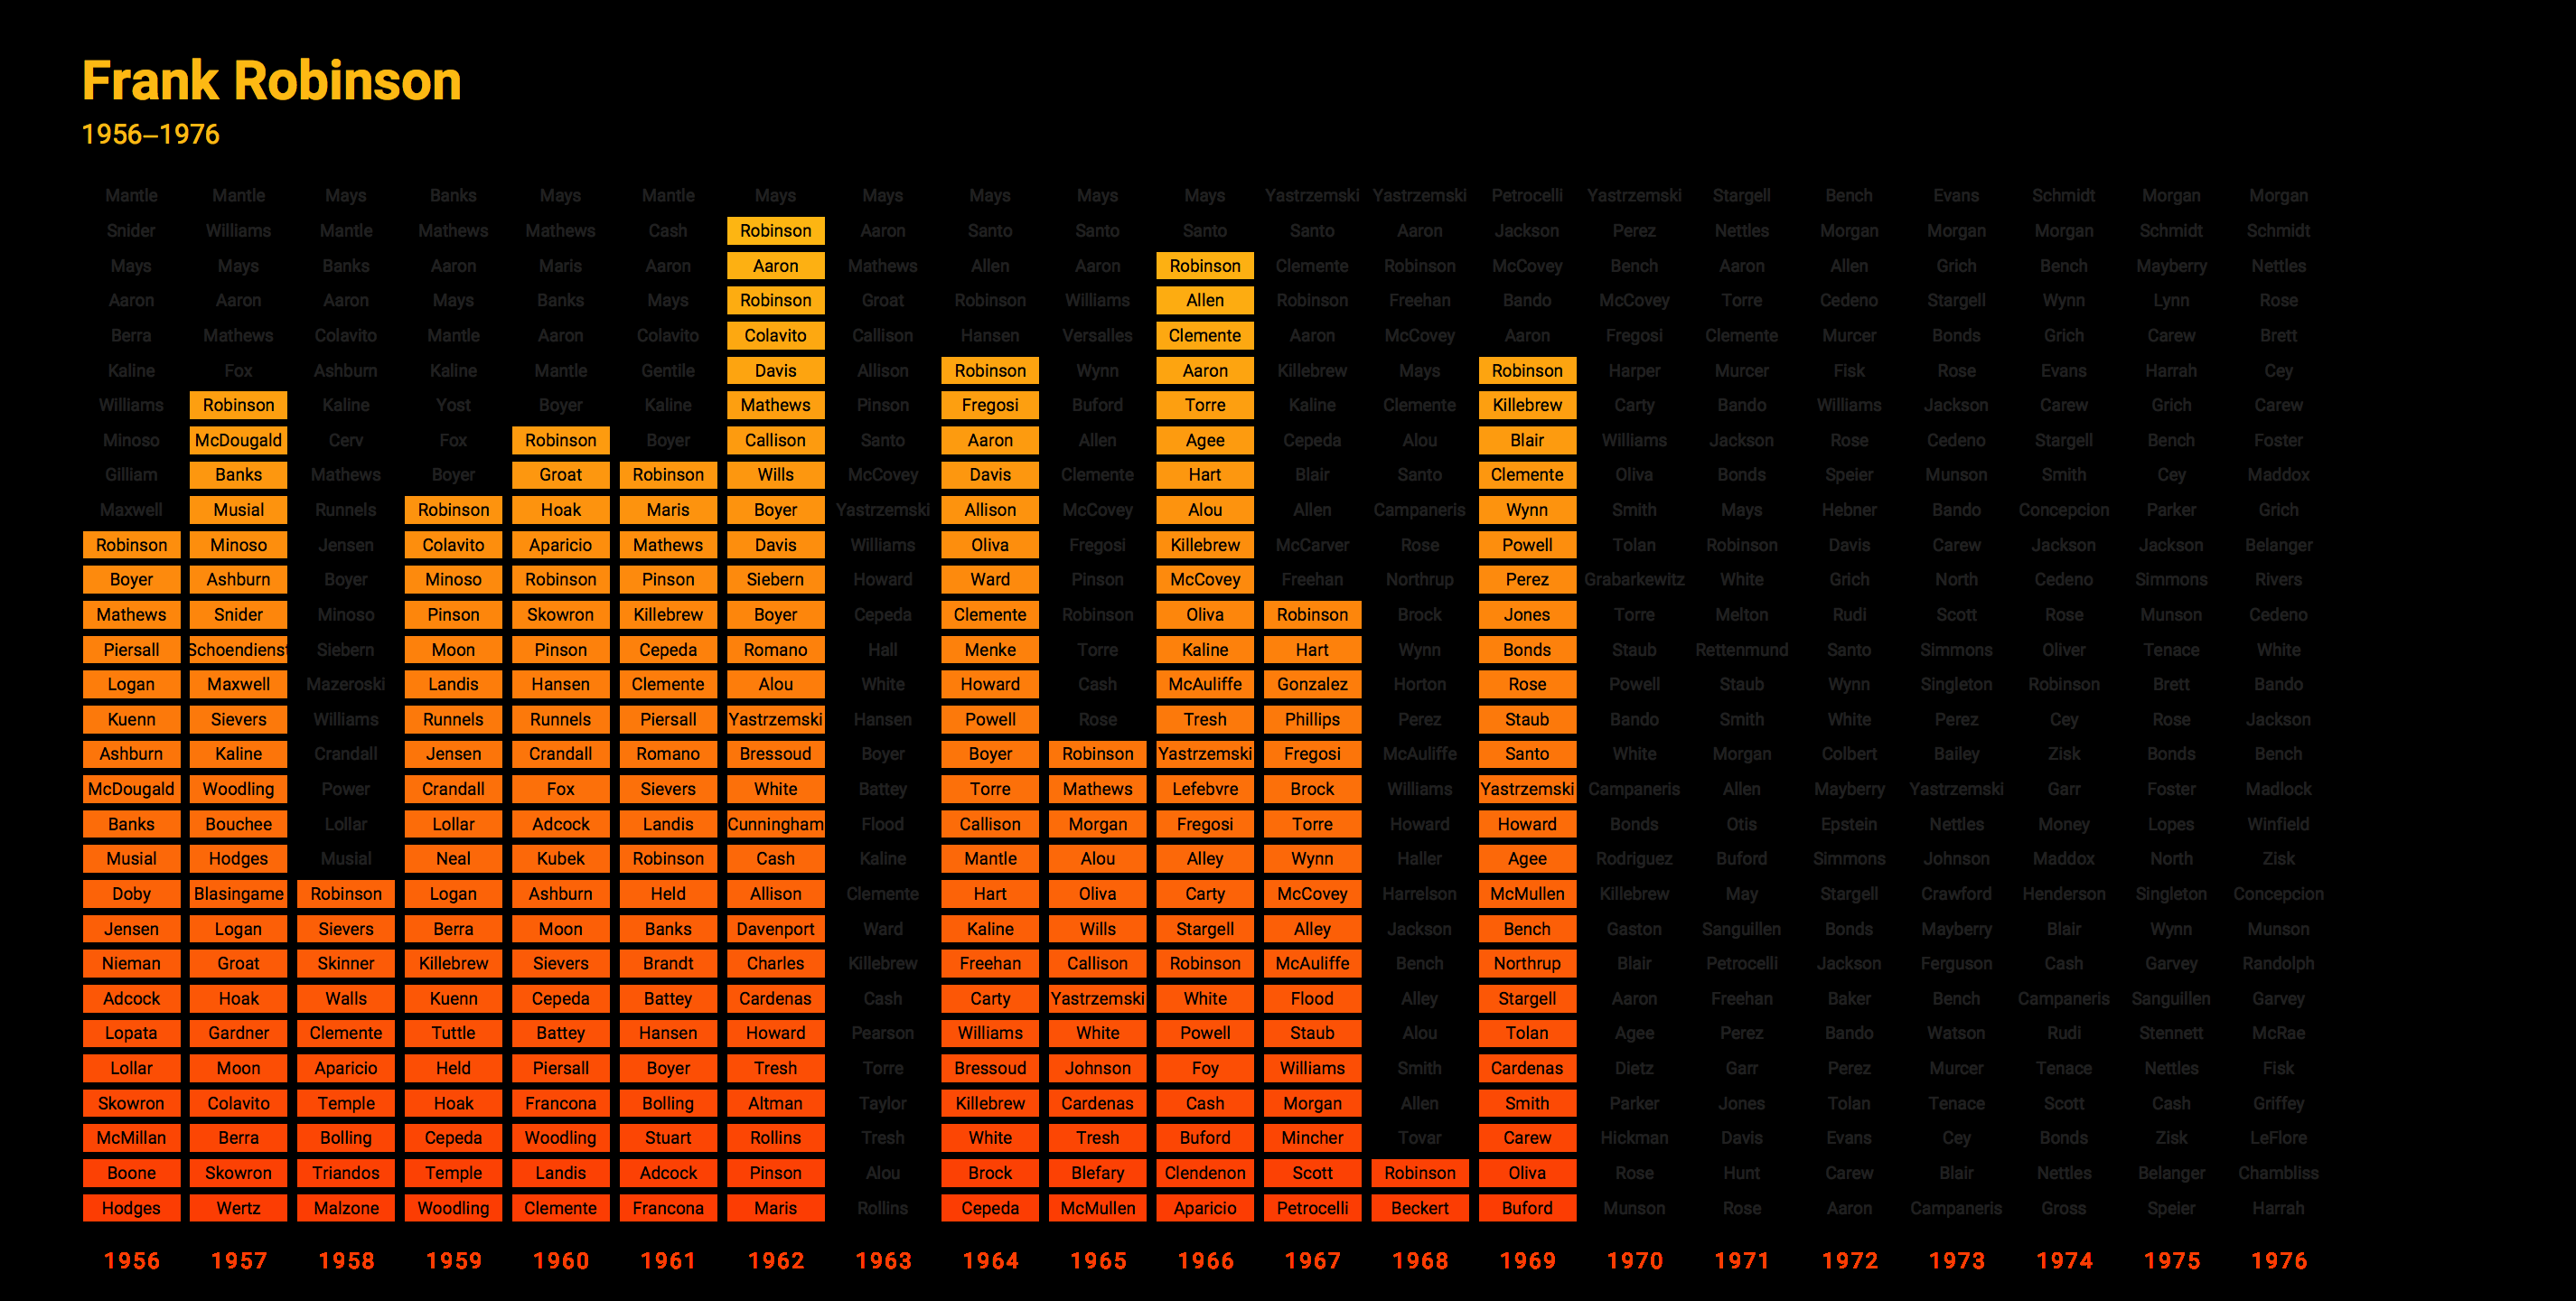 Frank Robinson
1956–1976
Mantle Mantle Mays Banks Mays Mantle Mays Mays Mays Mays Mays Yastrzemski Yastrzemski Petrocelli Yastrzemski Stargell Bench Evans Schmidt Morgan Morgan
Snider Williams Mantle Mathews Mathews Cash Robinson Aaron Santo Santo Santo Santo Aaron Jackson Perez Nettles Morgan Morgan Morgan Schmidt Schmidt
Mays Mays Banks Aaron Maris Aaron Aaron Mathews Allen Aaron Robinson Clemente Robinson McCovey Bench Aaron Allen Grich Bench Mayberry Nettles
Aaron Aaron Aaron Mays Banks Mays Robinson Groat Robinson Williams Allen Robinson Freehan Bando McCovey Torre Cedeno Stargell Wynn Lynn Rose
Berra Mathews Colavito Mantle Aaron Colavito Colavito Callison Hansen Versalles Clemente Aaron McCovey Aaron Fregosi Clemente Murcer Bonds Grich Carew Brett
Kaline Fox Ashburn Kaline Mantle Gentile Davis Allison Robinson Wynn Aaron Killebrew Mays Robinson Harper Murcer Fisk Rose Evans Harrah Cey
Williams Robinson Kaline Yost Boyer Kaline Mathews Pinson Fregosi Buford Torre Kaline Clemente Killebrew Carty Bando Williams Jackson Carew Grich Carew
Minoso McDougald Cerv Fox Robinson Boyer Callison Santo Aaron Allen Agee Cepeda Alou Blair Williams Jackson Rose Cedeno Stargell Bench Foster
Gilliam Banks Mathews Boyer Groat Robinson Wills McCovey Davis Clemente Hart Blair Santo Clemente Oliva Bonds Speier Munson Smith Cey Maddox
Maxwell Musial Runnels Robinson Hoak Maris Boyer Yastrzemski Allison McCovey Alou Allen Campaneris Wynn Smith Mays Hebner Bando Concepcion Parker Grich
Robinson Minoso Jensen Colavito Aparicio Mathews Davis Williams Oliva Fregosi Killebrew McCarver Rose Powell Tolan Robinson Davis Carew Jackson Jackson Belanger
Boyer Ashburn Boyer Minoso Robinson Pinson Siebern Howard Ward Pinson McCovey Freehan Northrup Perez Grabarkewitz White Grich North Cedeno Simmons Rivers
Mathews Snider Minoso Pinson Skowron Killebrew Boyer Cepeda Clemente Robinson Oliva Robinson Brock Jones Torre Melton Rudi Scott Rose Munson Cedeno
Piersall Schoendienst Siebern Moon Pinson Cepeda Romano Hall Menke Torre Kaline Hart Wynn Bonds Staub Rettenmund Santo Simmons Oliver Tenace White
Logan Maxwell Mazeroski Landis Hansen Clemente Alou White Howard Cash McAuliffe Gonzalez Horton Rose Powell Staub Wynn Singleton Robinson Brett Bando
Kuenn Sievers Williams Runnels Runnels Piersall Yastrzemski Hansen Powell Rose Tresh Phillips Perez Staub Bando Smith White Perez Cey Rose Jackson
Ashburn Kaline Crandall Jensen Crandall Romano Bressoud Boyer Boyer Robinson Yastrzemski Fregosi McAuliffe Santo White Morgan Colbert Bailey Zisk Bonds Bench
McDougald Woodling Power Crandall Fox Sievers White Battey Torre Mathews Lefebvre Brock Williams Yastrzemski Campaneris Allen Mayberry Yastrzemski Garr Foster Madlock
Banks Bouchee Lollar Lollar Adcock Landis Cunningham Flood Callison Morgan Fregosi Torre Howard Howard Bonds Otis Epstein Nettles Money Lopes Winfield
Musial Hodges Musial Neal Kubek Robinson Cash Kaline Mantle Alou Alley Wynn Haller Agee Rodriguez Buford Simmons Johnson Maddox North Zisk
Doby Blasingame Robinson Logan Ashburn Held Allison Clemente Hart Oliva Carty McCovey Harrelson McMullen Killebrew May Stargell Crawford Henderson Singleton Concepcion
Jensen Logan Sievers Berra Moon Banks Davenport Ward Kaline Wills Stargell Alley Jackson Bench Gaston Sanguillen Bonds Mayberry Blair Wynn Munson
Nieman Groat Skinner Killebrew Sievers Brandt Charles Killebrew Freehan Callison Robinson McAuliffe Bench Northrup Blair Petrocelli Jackson Ferguson Cash Garvey Randolph
Adcock Hoak Walls Kuenn Cepeda Battey Cardenas Cash Carty Yastrzemski White Flood Alley Stargell Aaron Freehan Baker Bench Campaneris Sanguillen Garvey
Lopata Gardner Clemente Tuttle Battey Hansen Howard Pearson Williams White Powell Staub Alou Tolan Agee Perez Bando Watson Rudi Stennett McRae
Lollar Moon Aparicio Held Piersall Boyer Tresh Torre Bressoud Johnson Foy Williams Smith Cardenas Dietz Garr Perez Murcer Tenace Nettles Fisk
Skowron Colavito Temple Hoak Francona Bolling Altman Taylor Killebrew Cardenas Cash Morgan Allen Smith Parker Jones Tolan Tenace Scott Cash Griffey
McMillan Berra Bolling Cepeda Woodling Stuart Rollins Tresh White Tresh Buford Mincher Tovar Carew Hickman Davis Evans Cey Bonds Zisk LeFlore
Boone Skowron Triandos Temple Landis Adcock Pinson Alou Brock Blefary Clendenon Scott Robinson Oliva Rose Hunt Carew Blair Nettles Belanger Chambliss
Hodges Wertz Malzone Woodling Clemente Francona Maris Rollins Cepeda McMullen Aparicio Petrocelli Beckert Buford Munson Rose Aaron Campaneris Gross Speier Harrah
1956 1957 1958 1959 1960 1961 1962 1963 1964 1965 1966 1967 1968 1969 1970 1971 1972 1973 1974 1975 1976